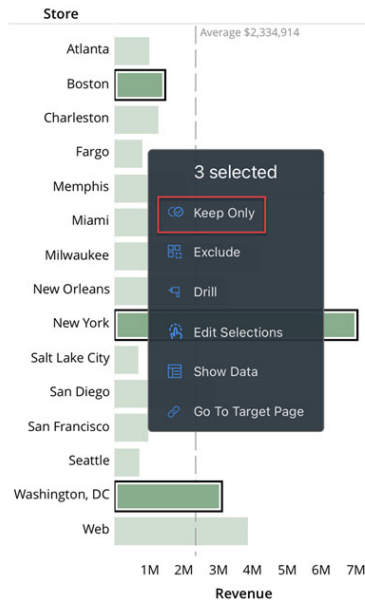 Store
Average $2,334,914
Atlanta
Boston
Charleston
Fargo
Memphis
Miami
Milwaukee
New Orleans
New York
Salt Lake City
San Diego
San Francisco
Seattle
Washington, DC
Web
3 selected
Keep Only
Exclude
Drill
Edit Selections
Show Data
Go To Target Page
1M 2M 3M 4M 5M 6M 7M
Revenue